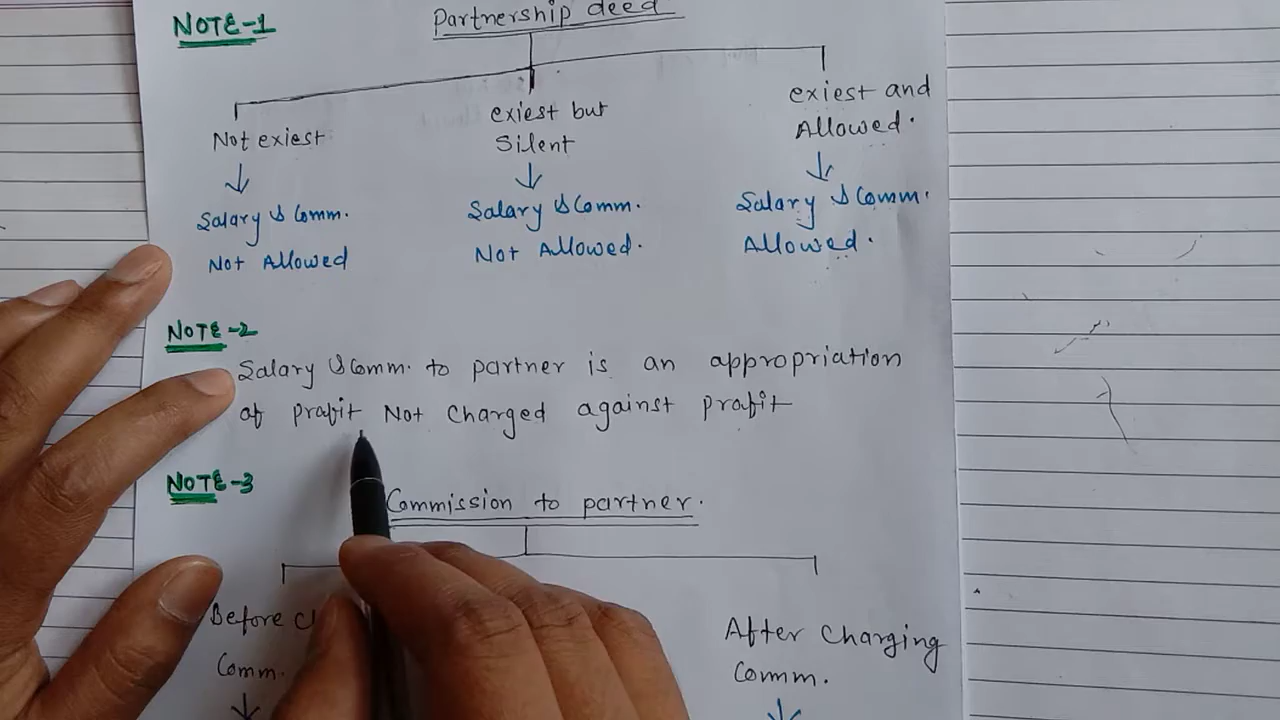 NOTE-1
Partnership deed
Not exiest
exiest but
Silent
exiest and
Allowed.
Salary & Comm.
Not Allowed
Salary & Comm.
Not Allowed.
Salary & Comm.
Allowed.
NOTE-2
Salary & Comm. to partner is an appropriation
of profit Not Charged against profit
NOTE-3
Commission to partner.
Before
Comm.
After Charging
Comm.